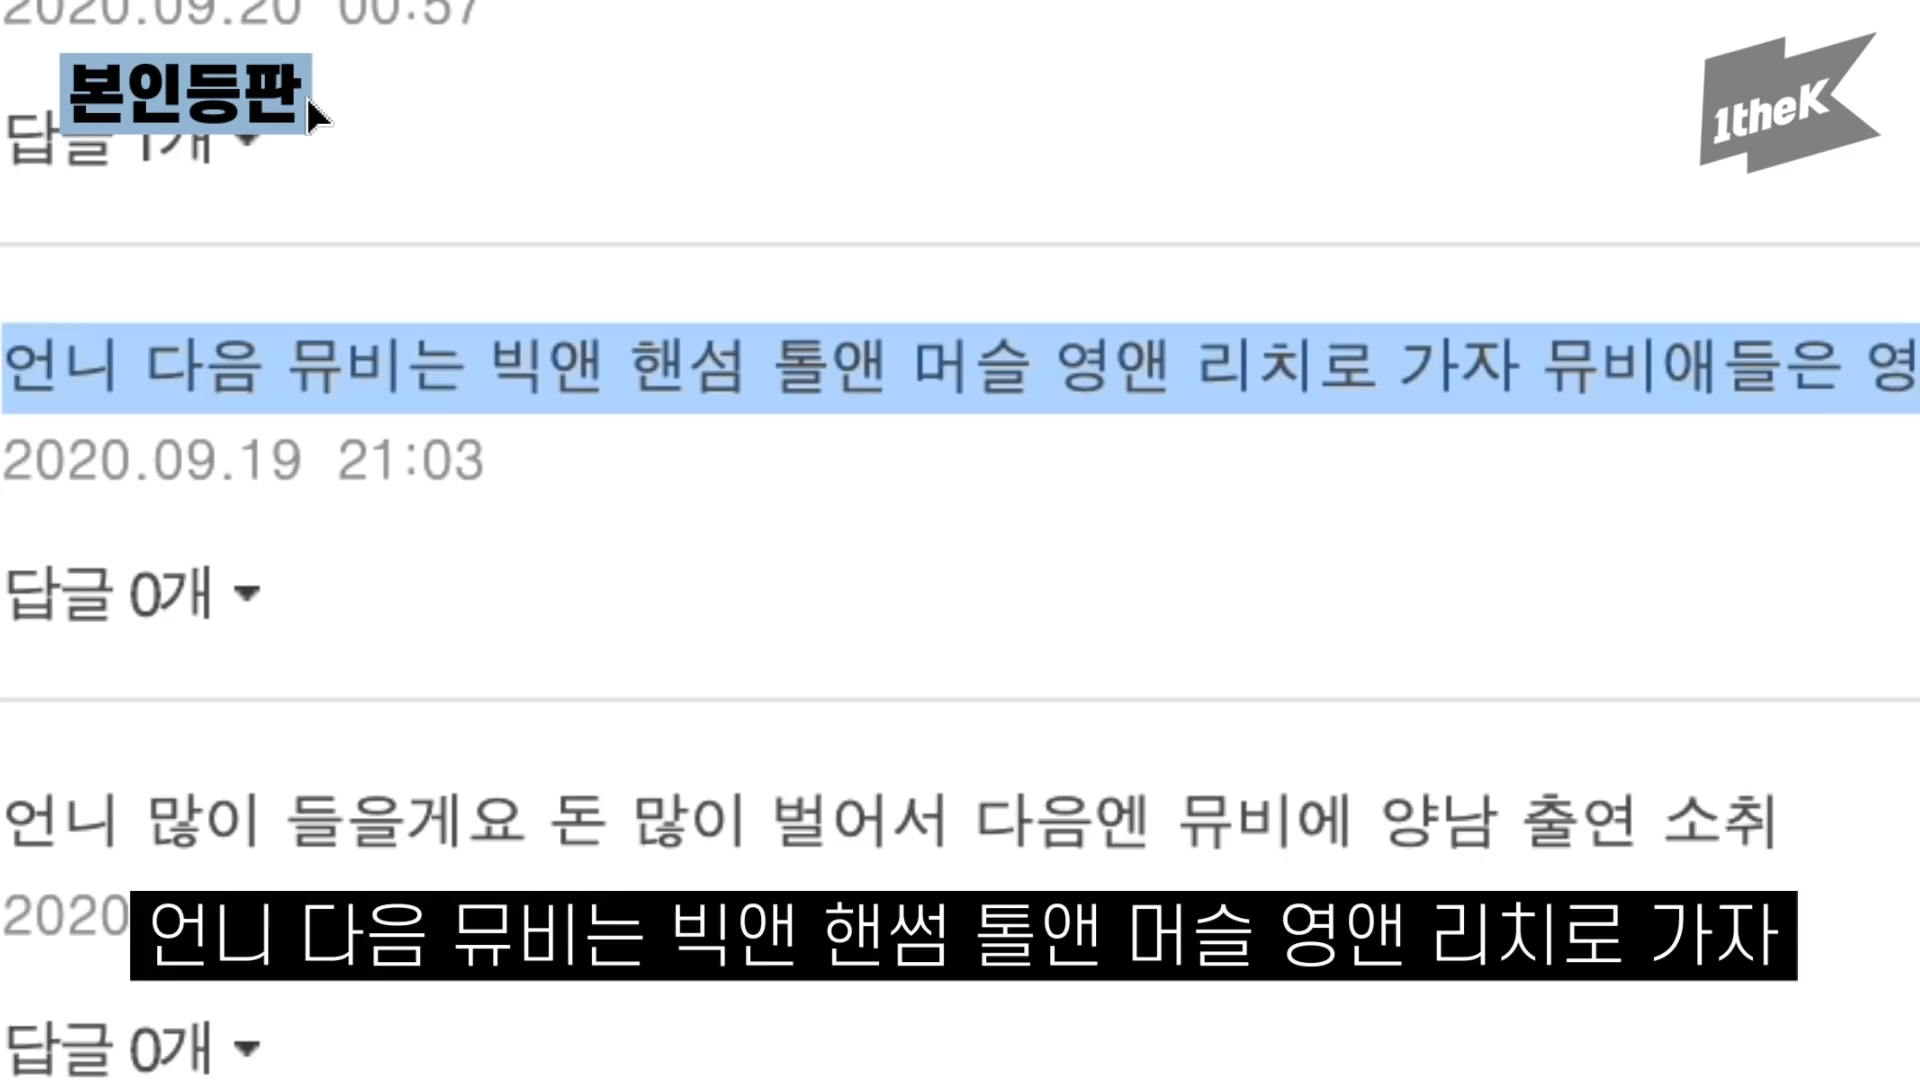 2020.09.20 00:57
본인등판
1theK
답글 1개
언니 다음 뮤비는 빅앤 핸섬 톨앤 머슬 영앤 리치로 가자 뮤비애들은 영
2020.09.19 21:03
답글 0개
언니 많이 들을게요 돈 많이 벌어서 다음엔 뮤비에 양남 출연 소취
2020
언니 다음 뮤비는 빅앤 핸썸 톨앤 머슬 영앤 리치로 가자
답글 0개